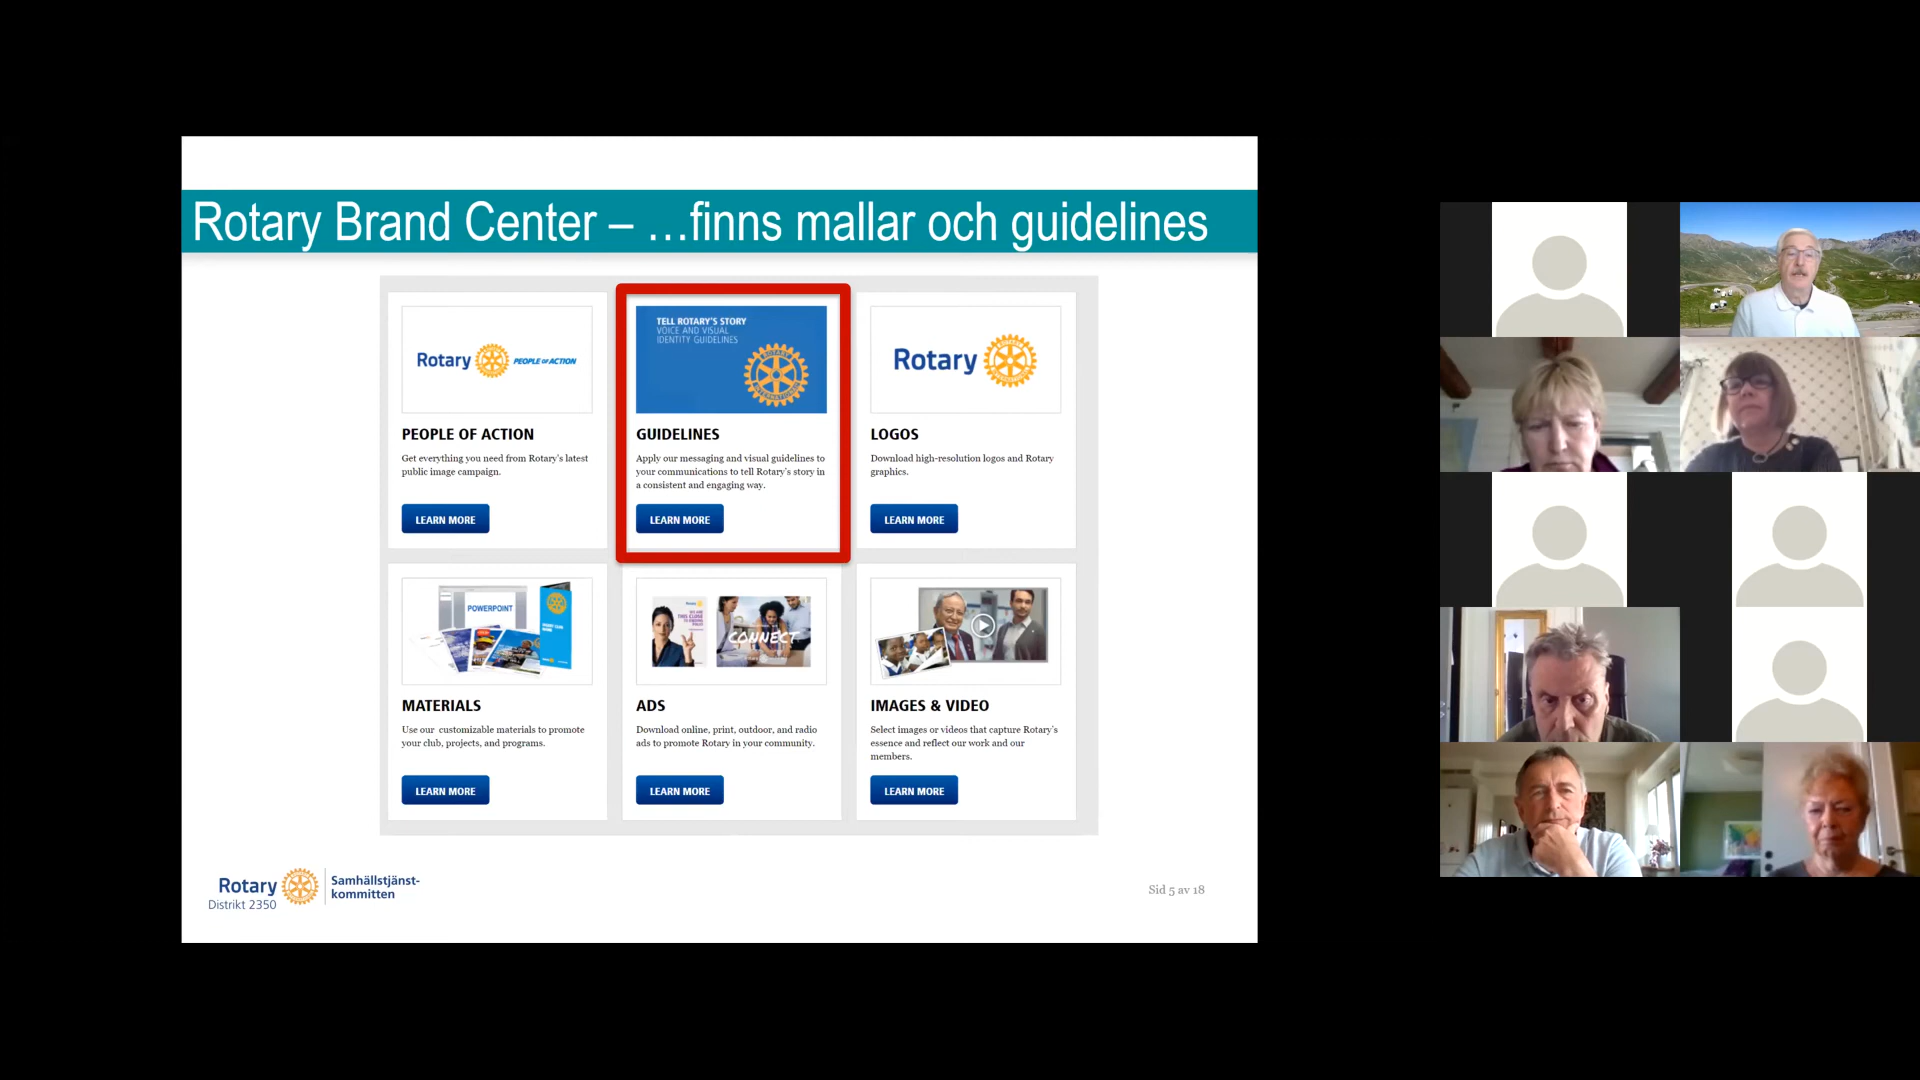 Rotary Brand Center – …finns mallar och guidelines
Rotary
PEOPLE OF ACTION
PEOPLE OF ACTION
Get everything you need from Rotary's latest
public image campaign.
LEARN MORE
TELL ROTARY'S STORY
VOICE AND VISUAL
IDENTITY GUIDELINES
GUIDELINES
Apply our messaging and visual guidelines to
your communications to tell Rotary's story in
a consistent and engaging way.
LEARN MORE
Rotary
LOGOS
Download high-resolution logos and Rotary
graphics.
LEARN MORE
POWERPOINT
MATERIALS
Use our customizable materials to promote
your club, projects, and programs.
LEARN MORE
CONNECT
ADS
Download online, print, outdoor, and radio
ads to promote Rotary in your community.
LEARN MORE
IMAGES & VIDEO
Select images or videos that capture Rotary's
essence and reflect our work and our
members.
LEARN MORE
Rotary
Distrikt 2350
Samhällstjänst-
kommitten
Sid 5 av 18